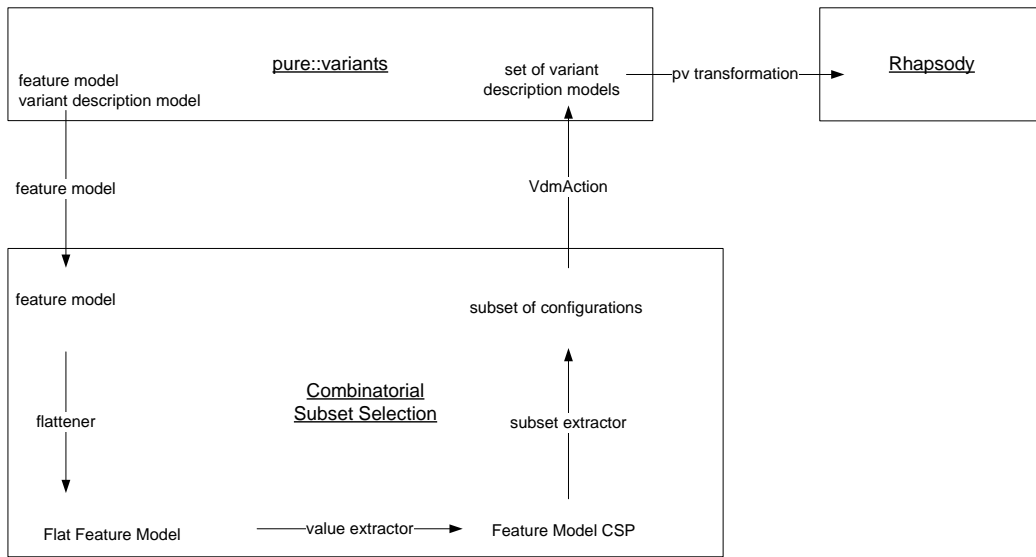 pure::variants
feature model
variant description model
set of variant
description models
pv transformation
Rhapsody
feature model
VdmAction
feature model
subset of configurations
Combinatorial
Subset Selection
flattener
subset extractor
Flat Feature Model
value extractor
Feature Model CSP